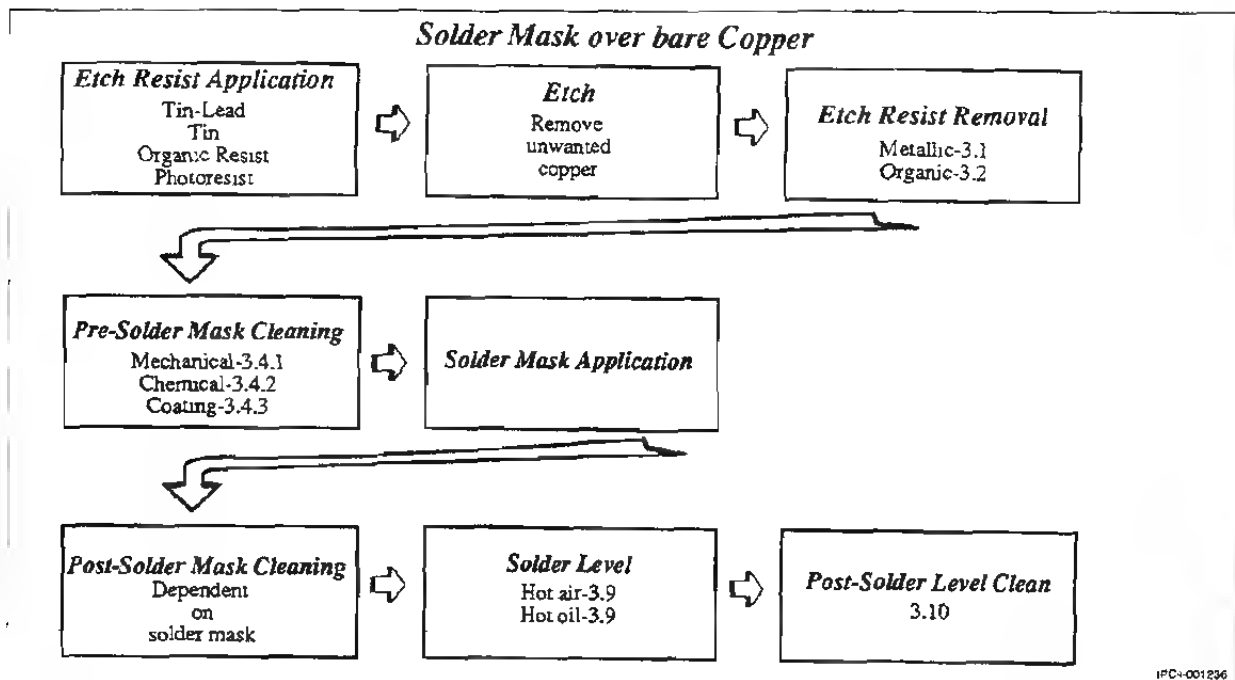 Solder Mask over bare Copper
Etch Resist Application
Tin-Lead
Tin
Organic Resist
Photoresist
Etch
Remove
unwanted
copper
Etch Resist Removal
Metallic-3.1
Organic-3.2
Pre-Solder Mask Cleaning
Mechanical-3.4.1
Chemical-3.4.2
Coating-3.4.3
Solder Mask Application
Post-Solder Mask Cleaning
Dependent
on
solder mask
Solder Level
Hot air-3.9
Hot oil-3.9
Post-Solder Level Clean
3.10